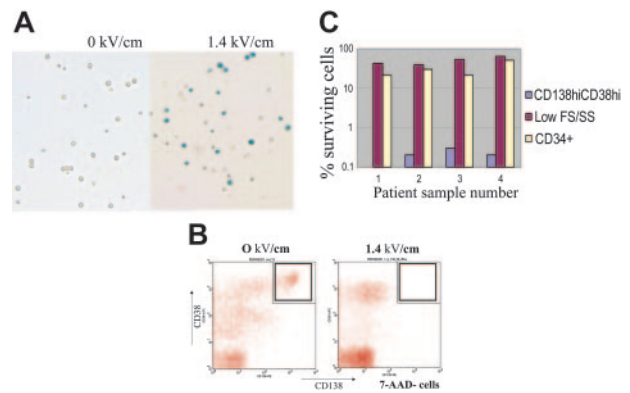 A
0 kV/cm 1.4 kV/cm
C
% surviving cells
100
10
1
0.1
1 2 3 4
Patient sample number
CD138hiCD38hi
Low FS/SS
CD34+
B
O kV/cm 1.4 kV/cm
CD38
CD138
7-AAD- cells